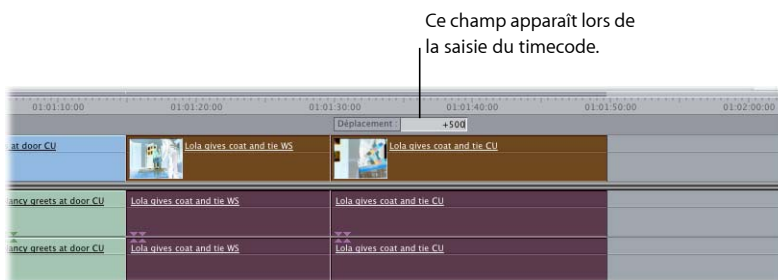 Ce champ apparaît lors de
la saisie du timecode.
01:01:10:00 01:01:20:00 01:01:30:00 01:01:40:00 01:01:50:00 01:02:00:00
Déplacement : +500
at door CU Lola gives coat and tie WS Lola gives coat and tie CU
ancy greets at door CU Lola gives coat and tie WS Lola gives coat and tie CU
ancy greets at door CU Lola gives coat and tie WS Lola gives coat and tie CU